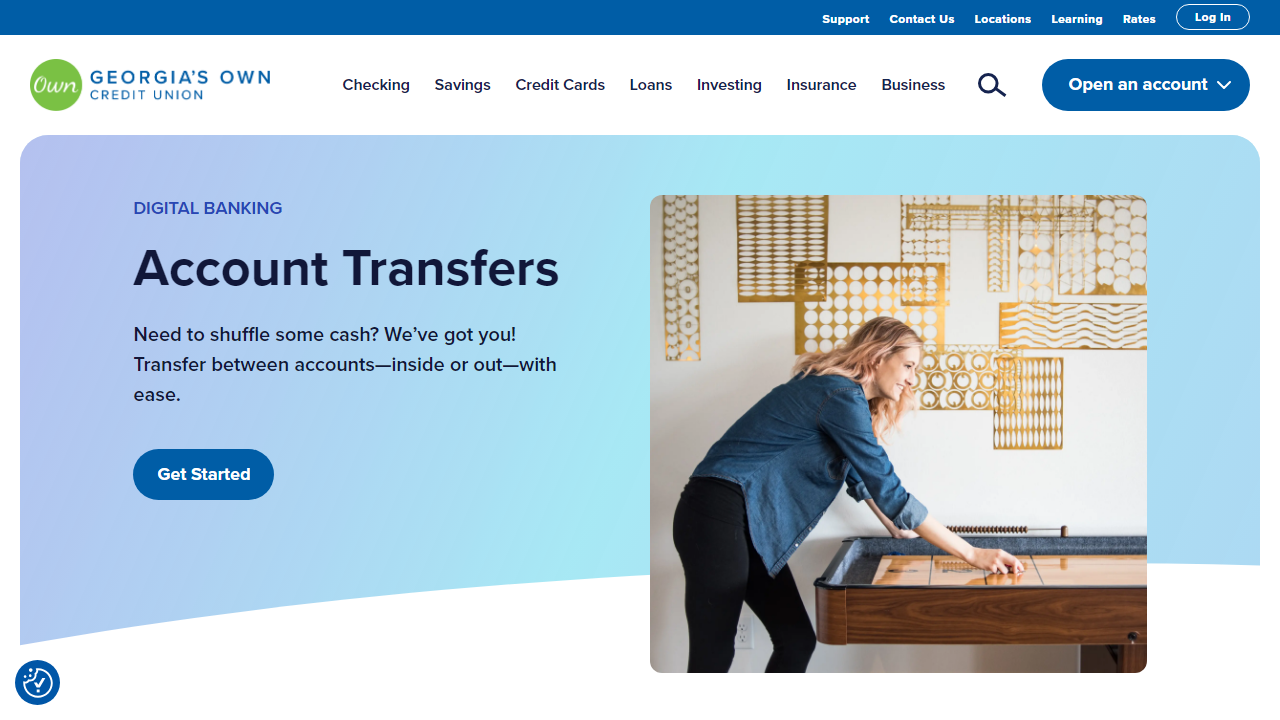 Support Contact Us Locations Learning Rates Log In
Own GEORGIA'S OWN
CREDIT UNION
Checking Savings Credit Cards Loans Investing Insurance Business
Open an account
DIGITAL BANKING
Account Transfers
Need to shuffle some cash? We’ve got you!
Transfer between accounts—inside or out—with
ease.
Get Started